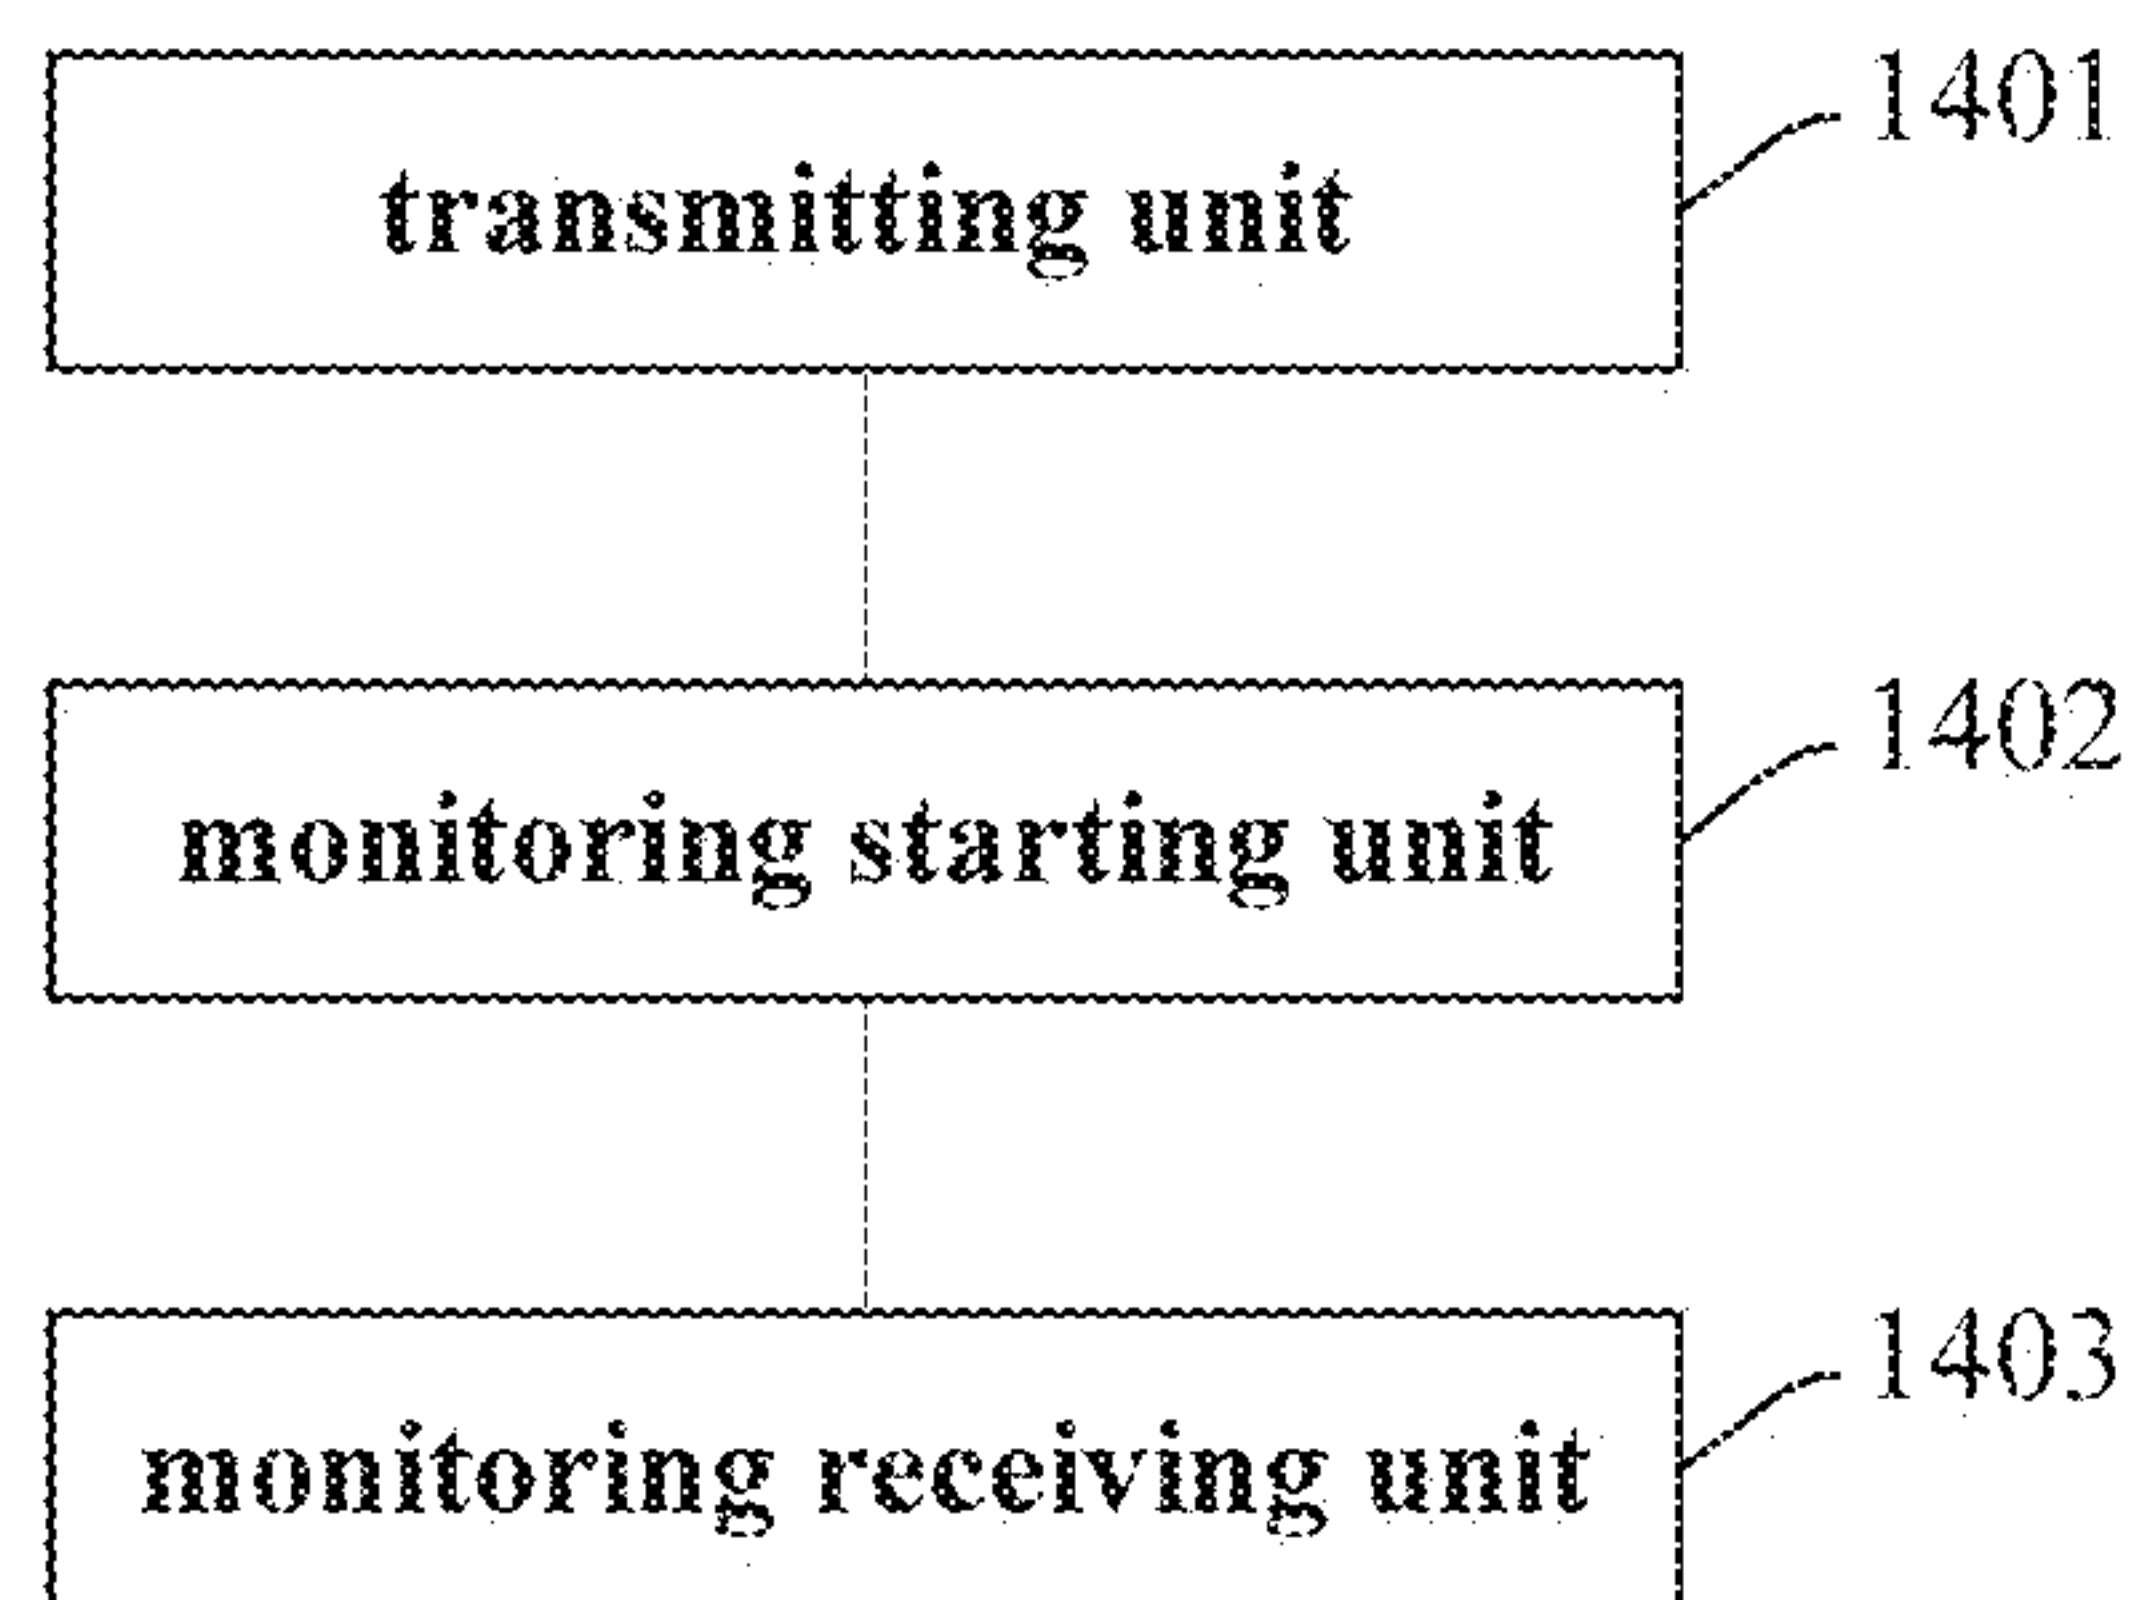 1401
transmitting unit
1402
monitoring starting unit
1403
monitoring receiving unit